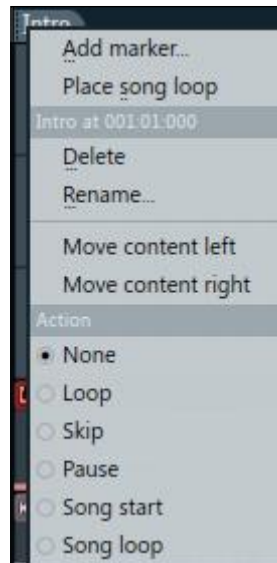 Intro
Add marker...
Place song loop
Intro at 001:01:000
Delete
Rename...
Move content left
Move content right
Action
None
Loop
Skip
Pause
Song start
Song loop